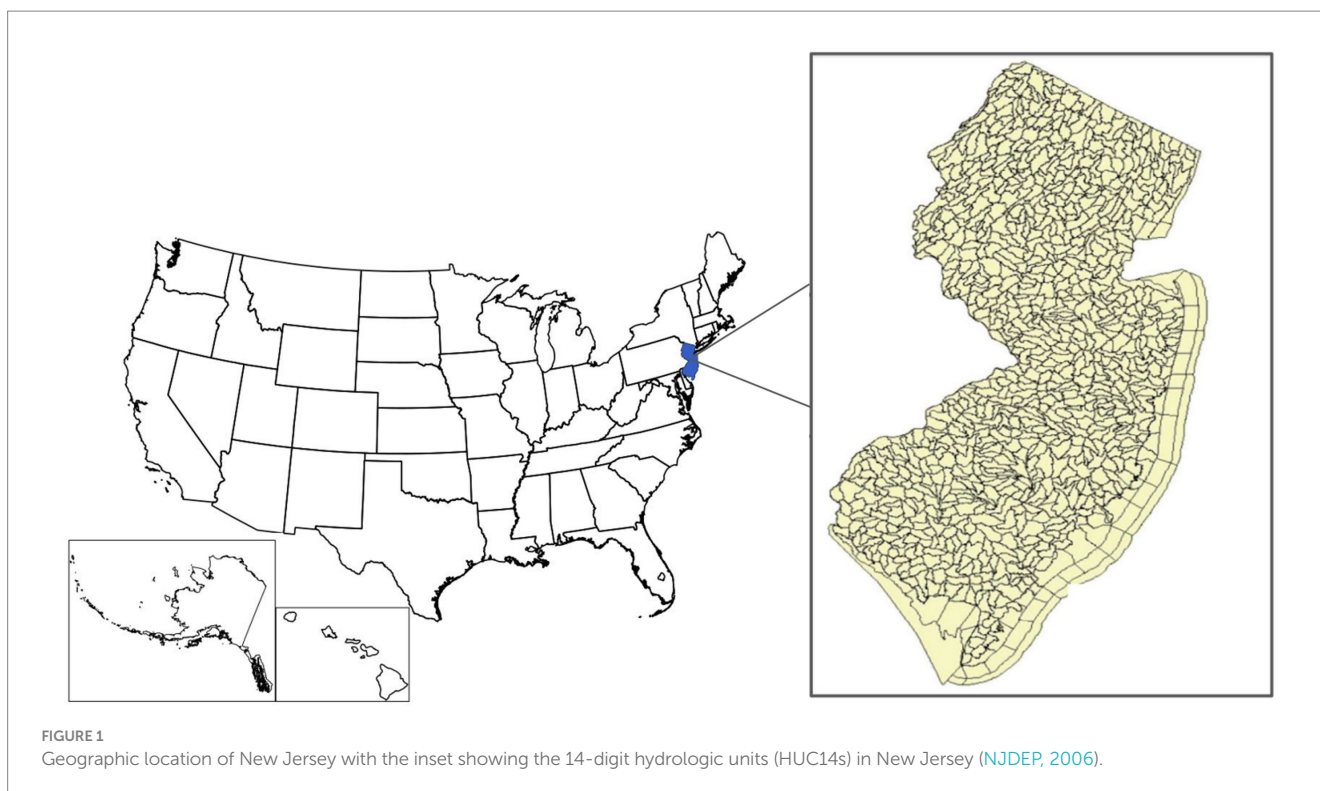 FIGURE 1
Geographic location of New Jersey with the inset showing the 14-digit hydrologic units (HUC14s) in New Jersey (NJDEP, 2006).